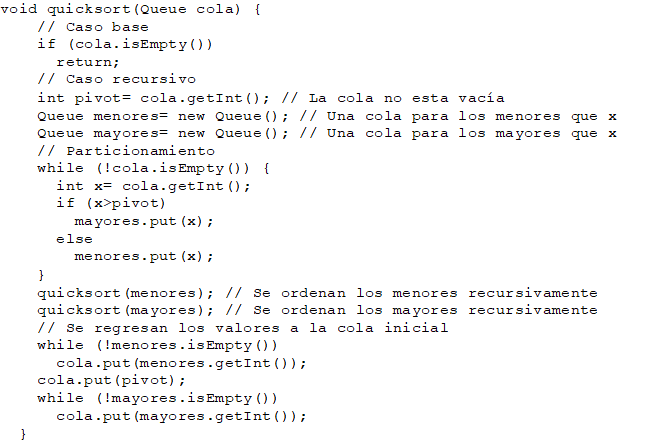 void quicksort(Queue cola) {
    // Caso base
    if (cola.isEmpty())
      return;
    // Caso recursivo
    int pivot= cola.getInt(); // La cola no esta vacía
    Queue menores= new Queue(); // Una cola para los menores que x
    Queue mayores= new Queue(); // Una cola para los mayores que x
    // Particionamiento
    while (!cola.isEmpty()) {
      int x= cola.getInt();
      if (x>pivot)
        mayores.put(x);
      else
        menores.put(x);
    }
    quicksort(menores); // Se ordenan los menores recursivamente
    quicksort(mayores); // Se ordenan los mayores recursivamente
    // Se regresan los valores a la cola inicial
    while (!menores.isEmpty())
      cola.put(menores.getInt());
    cola.put(pivot);
    while (!mayores.isEmpty())
      cola.put(mayores.getInt());
  }